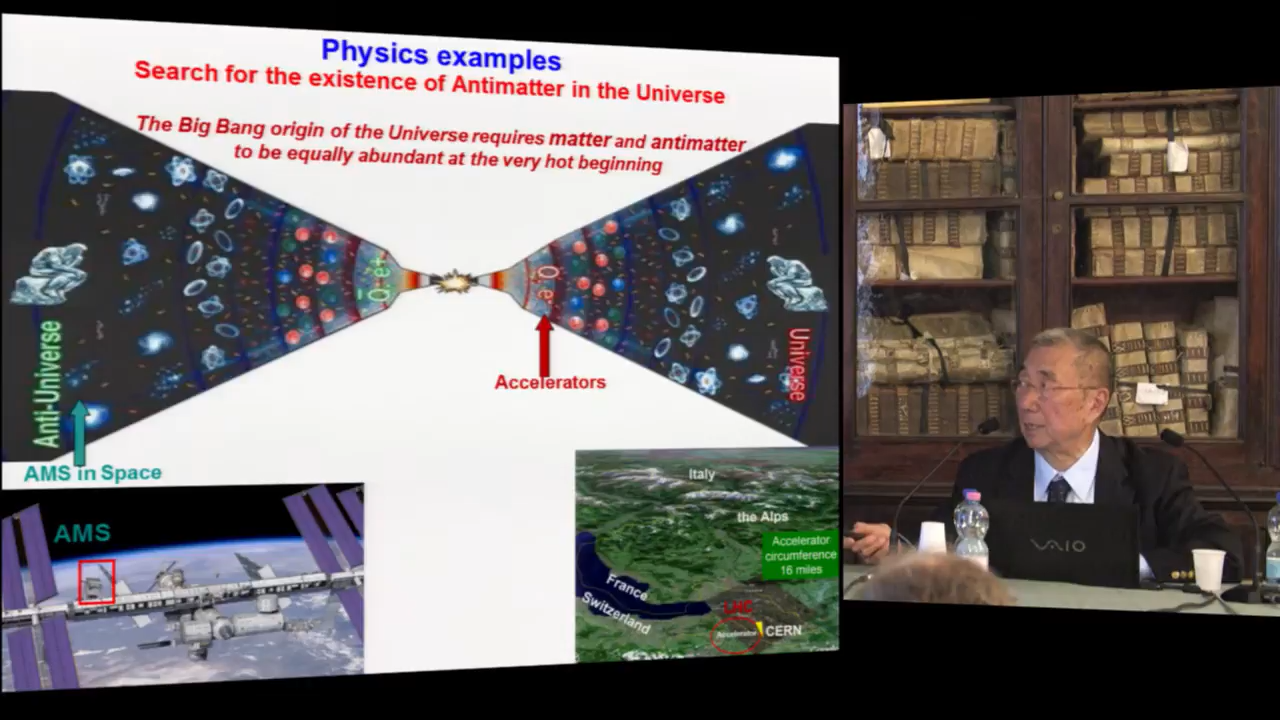 Physics examples
Search for the existence of Antimatter in the Universe
The Big Bang origin of the Universe requires matter and antimatter
to be equally abundant at the very hot beginning
Anti-Universe
Universe
Accelerators
AMS in Space
AMS
Italy
the Alps
Accelerator
circumference
16 miles
France
Switzerland
LHC
Accelerator
CERN
VAIO